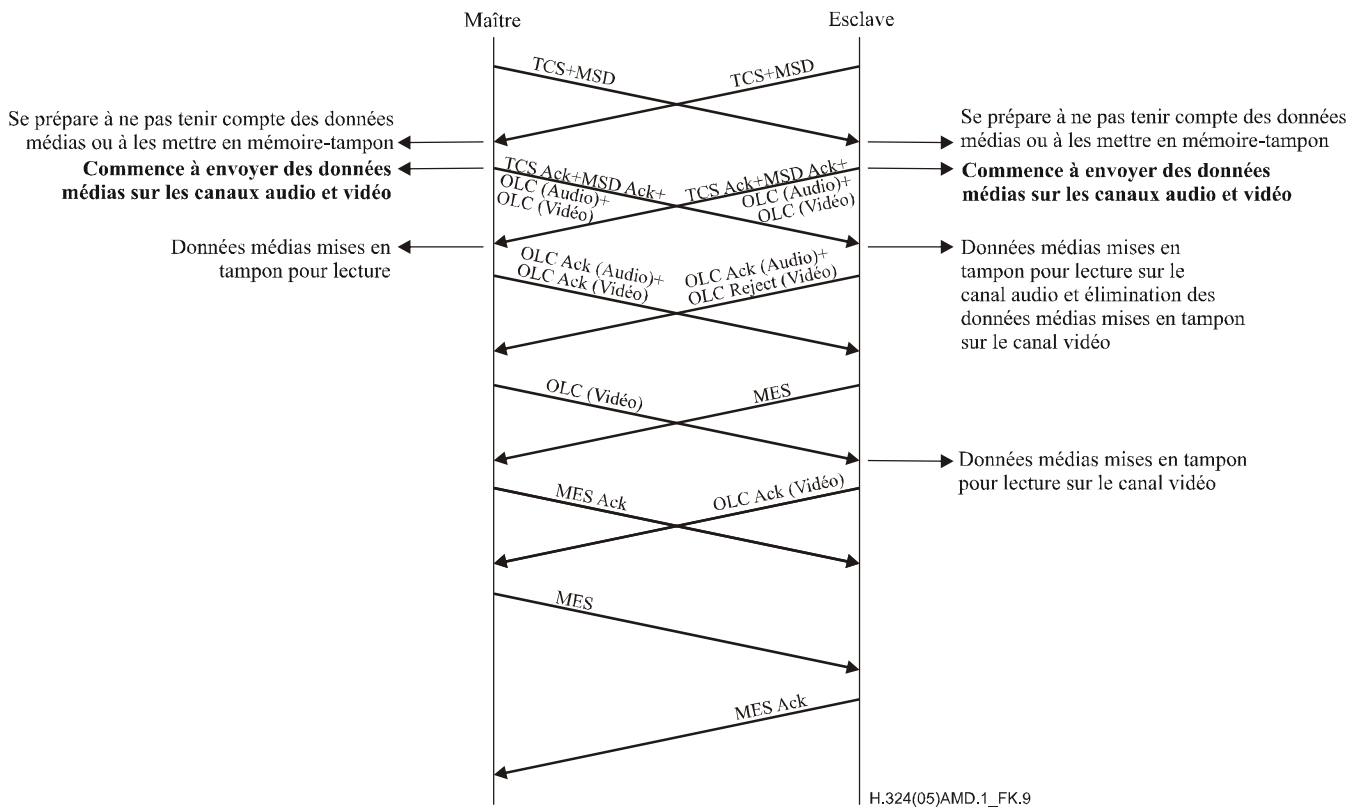 Maître
Esclave
TCS+MSD
TCS+MSD
Se prépare à ne pas tenir compte des données
médias ou à les mettre en mémoire-tampon
Se prépare à ne pas tenir compte des données
médias ou à les mettre en mémoire-tampon
Commence à envoyer des données
médias sur les canaux audio et vidéo
TCS Ack+MSD Ack+
OLC (Audio)+
OLC (Vidéo)
TCS Ack+MSD Ack+
OLC (Audio)+
OLC (Vidéo)
Commence à envoyer des données
médias sur les canaux audio et vidéo
Données médias mises en
tampon pour lecture
Données médias mises en
tampon pour lecture sur le
canal audio et élimination des
données médias mises en tampon
sur le canal vidéo
OLC Ack (Audio)+
OLC Ack (Vidéo)
OLC Ack (Audio)+
OLC Reject (Vidéo)
OLC (Vidéo)
MES
Données médias mises en tampon
pour lecture sur le canal vidéo
MES Ack
OLC Ack (Vidéo)
MES
MES Ack
H.324(05)AMD.1_FK.9